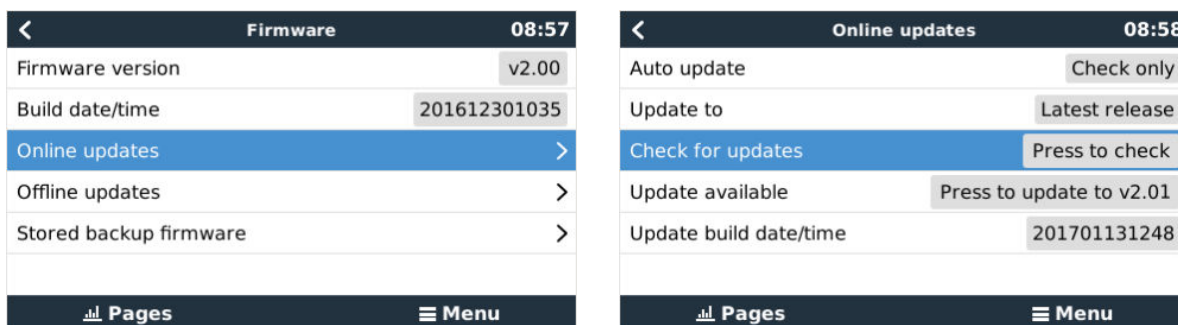 Firmware 08:57
Firmware version v2.00
Build date/time 201612301035
Online updates
Offline updates
Stored backup firmware
Pages Menu
Online updates 08:58
Auto update Check only
Update to Latest release
Check for updates Press to check
Update available Press to update to v2.01
Update build date/time 201701131248
Pages Menu